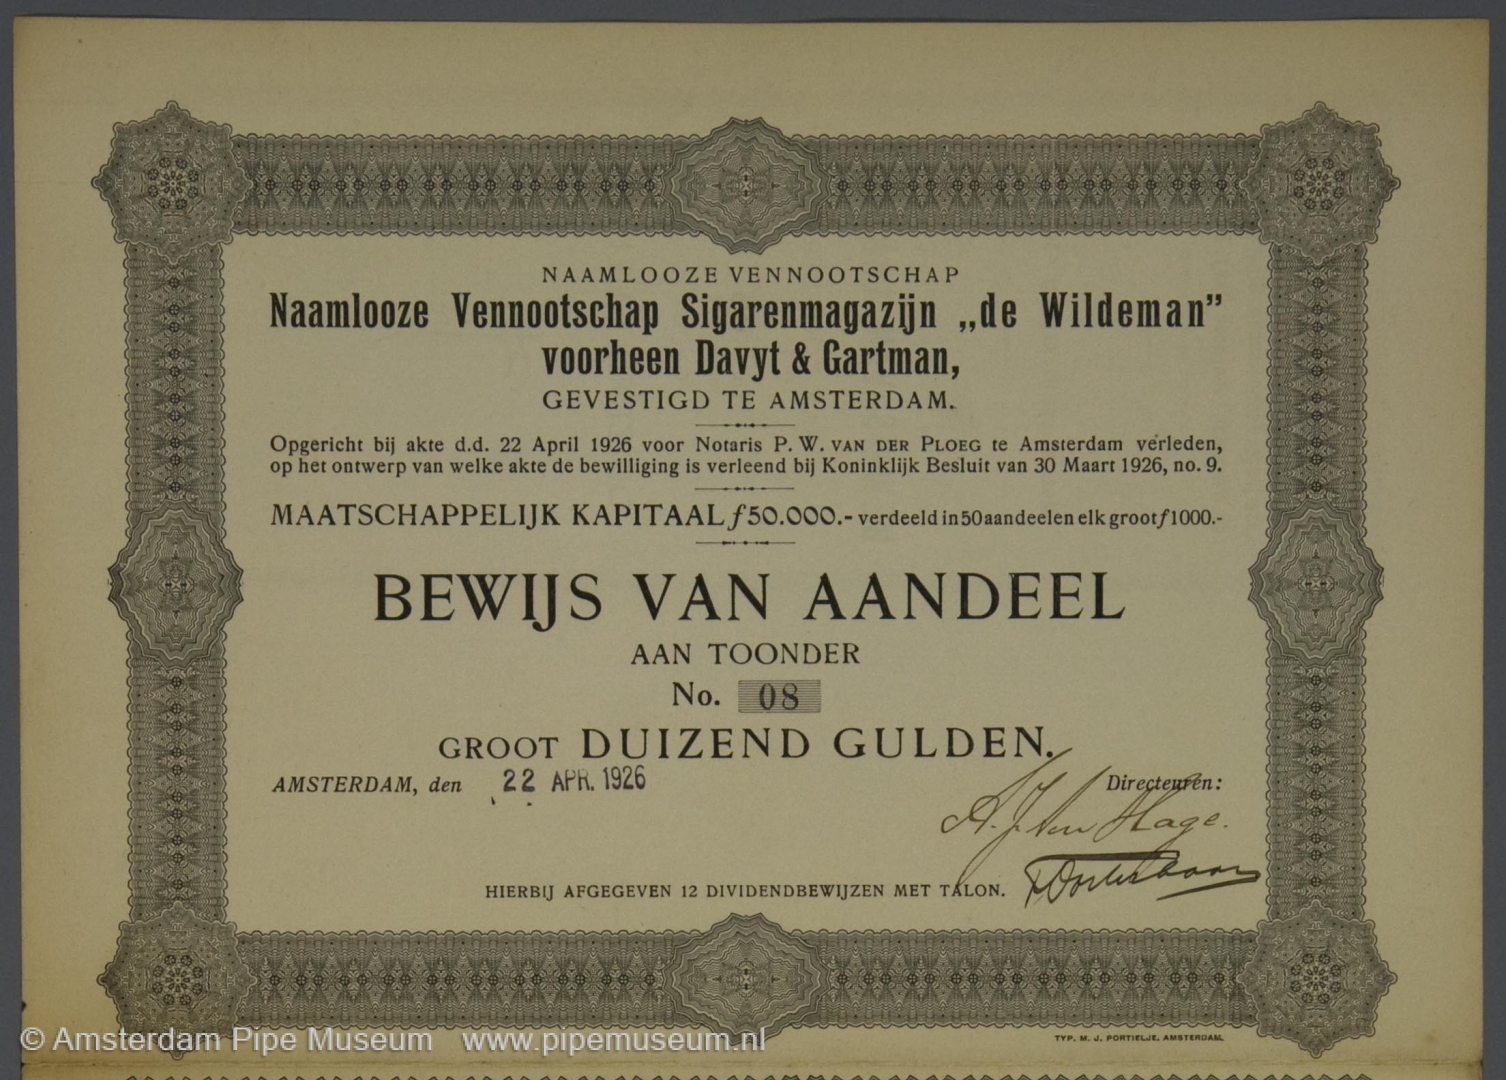 NAAMLOOZE VENNOOTSCHAP
Naamlooze Vennootschap Sigarenmagazijn „de Wildeman”
voorheen Davyt & Gartman,
GEVESTIGD TE AMSTERDAM.
Opgericht bij akte d.d. 22 April 1926 voor Notaris P. W. VAN DER PLOEG te Amsterdam verleden,
op het ontwerp van welke akte de bewilliging is verleend bij Koninklijk Besluit van 30 Maart 1926, no. 9.
MAATSCHAPPELIJK KAPITAAL ƒ50.000.- verdeeld in 50 aandeelen elk groot ƒ1000.-
BEWIJS VAN AANDEEL
AAN TOONDER
No. 08
GROOT DUIZEND GULDEN.
AMSTERDAM, den 22 APR. 1926 Directeuren:
A. J. ten Hage.
HIERBIJ AFGEGEVEN 12 DIVIDENDBEWIJZEN MET TALON.
TYP. M. J. PORTIELJE, AMSTERDAM.
© Amsterdam Pipe Museum www.pipemuseum.nl